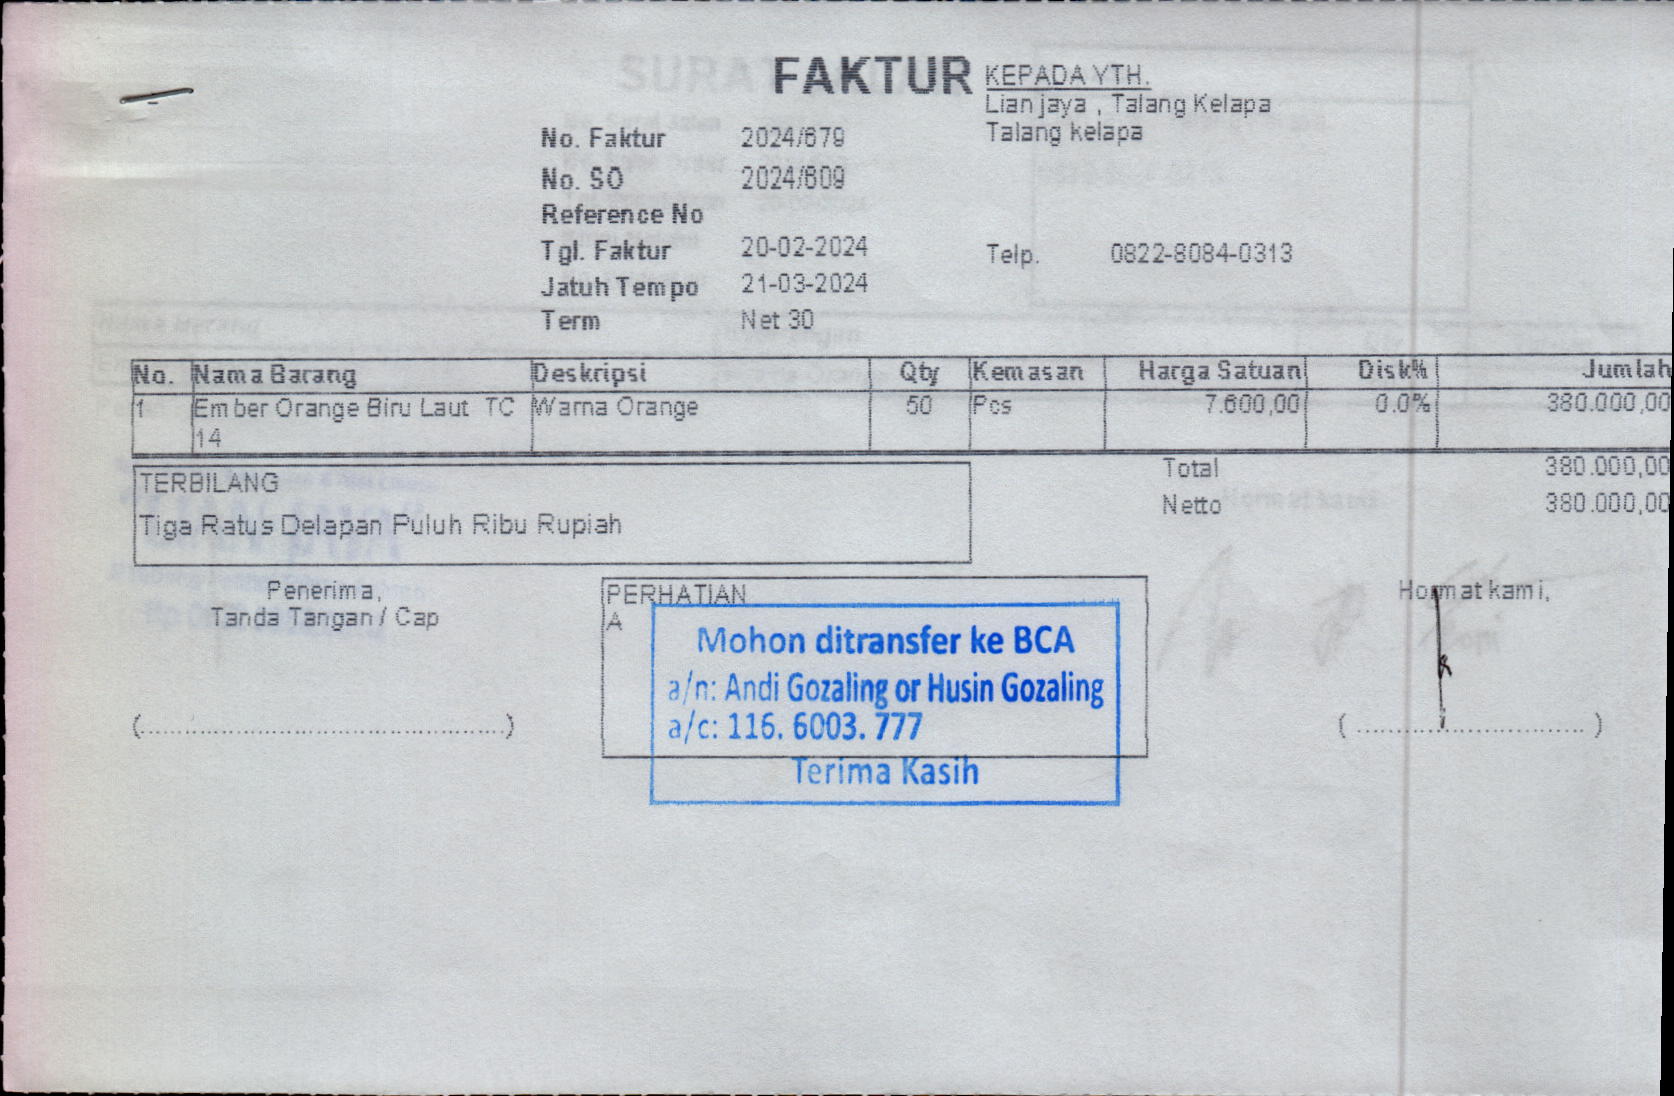 FAKTUR
KEPADA YTH.
Lian jaya , Talang Kelapa
Talang kelapa
No. Faktur 2024/679
No. SO 2024/609
Reference No
Tgl. Faktur 20-02-2024
Telp. 0822-8084-0313
Jatuh Tempo 21-03-2024
Term Net 30
No. Nama Barang Deskripsi Qty Kemasan Harga Satuan Disk% Jumlah
1 Ember Orange Biru Laut TC Warna Orange 50 Pcs 7.600,00 0.0% 380.000,00
14
Total 380.000,00
TERBILANG
Netto 380.000,00
Tiga Ratus Delapan Puluh Ribu Rupiah
Penerima,
Tanda Tangan / Cap
PERHATIAN
A
Mohon ditransfer ke BCA
a/n: Andi Gozaling or Husin Gozaling
a/c: 116. 6003. 777
Terima Kasih
Hormat kami,
(..............................................)
( .............................. )